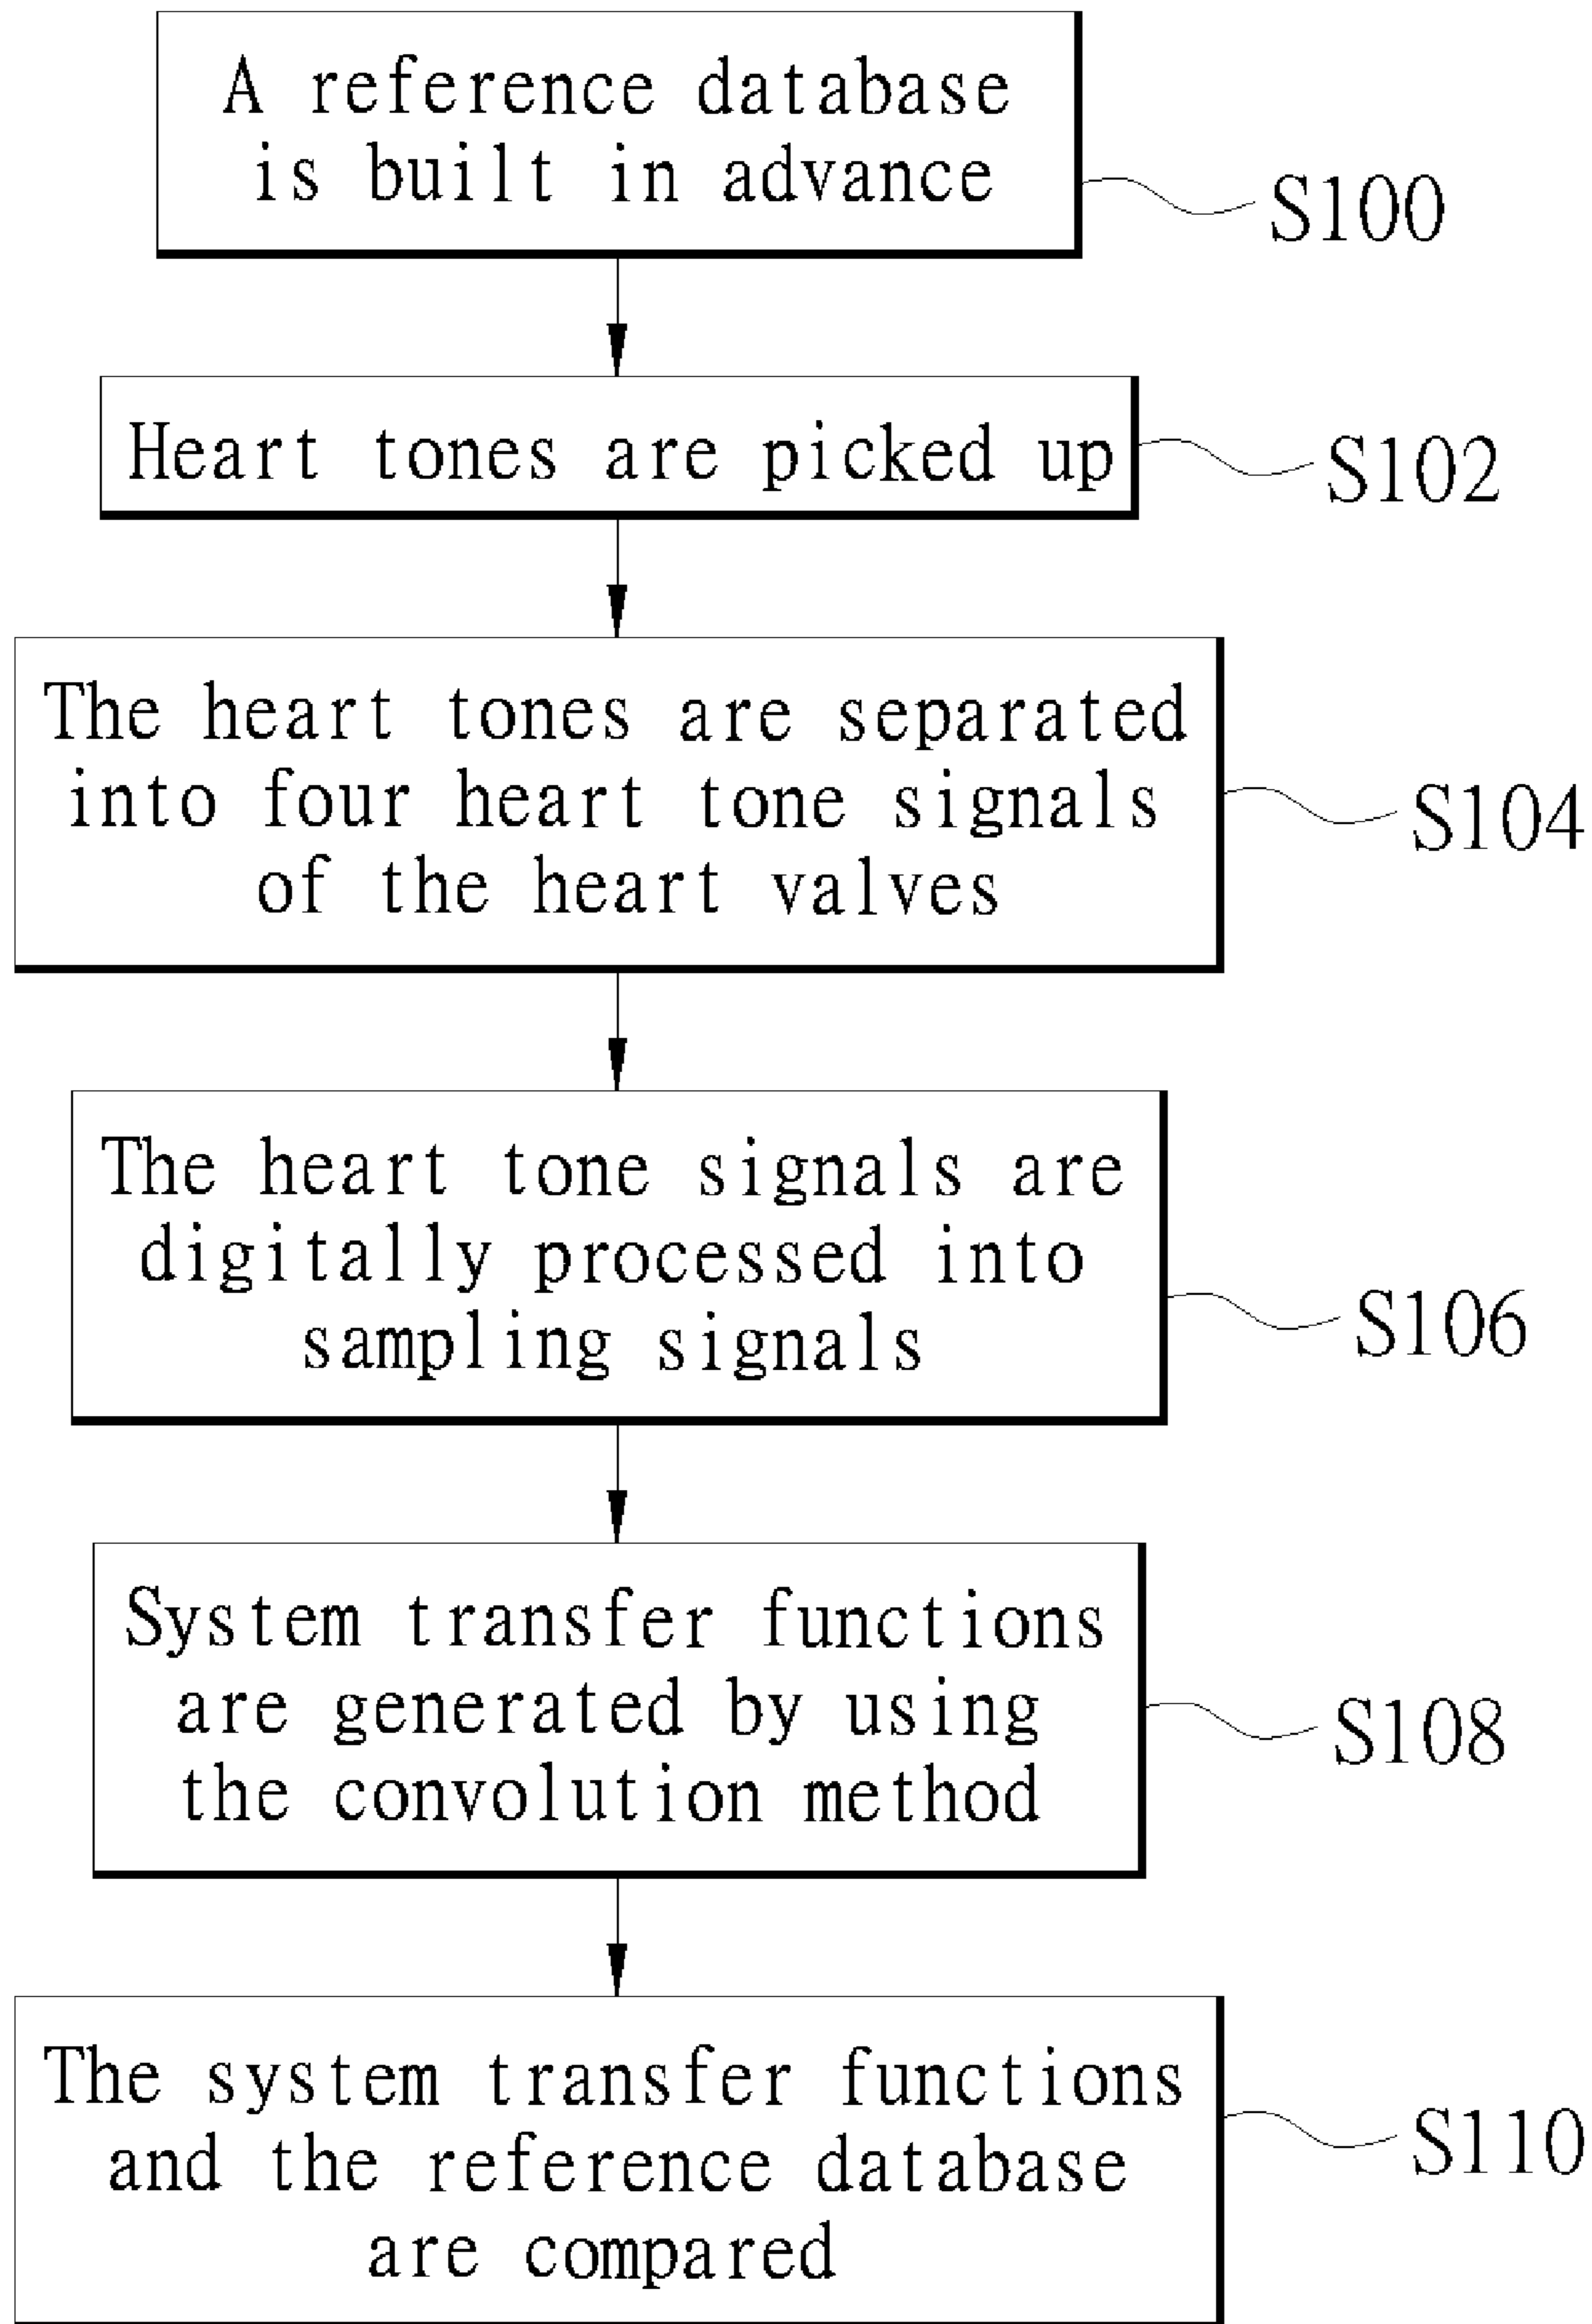 A reference database
is built in advance
S100
Heart tones are picked up
S102
The heart tones are separated
into four heart tone signals
of the heart valves
S104
The heart tone signals are
digitally processed into
sampling signals
S106
System transfer functions
are generated by using
the convolution method
S108
The system transfer functions
and the reference database
are compared
S110